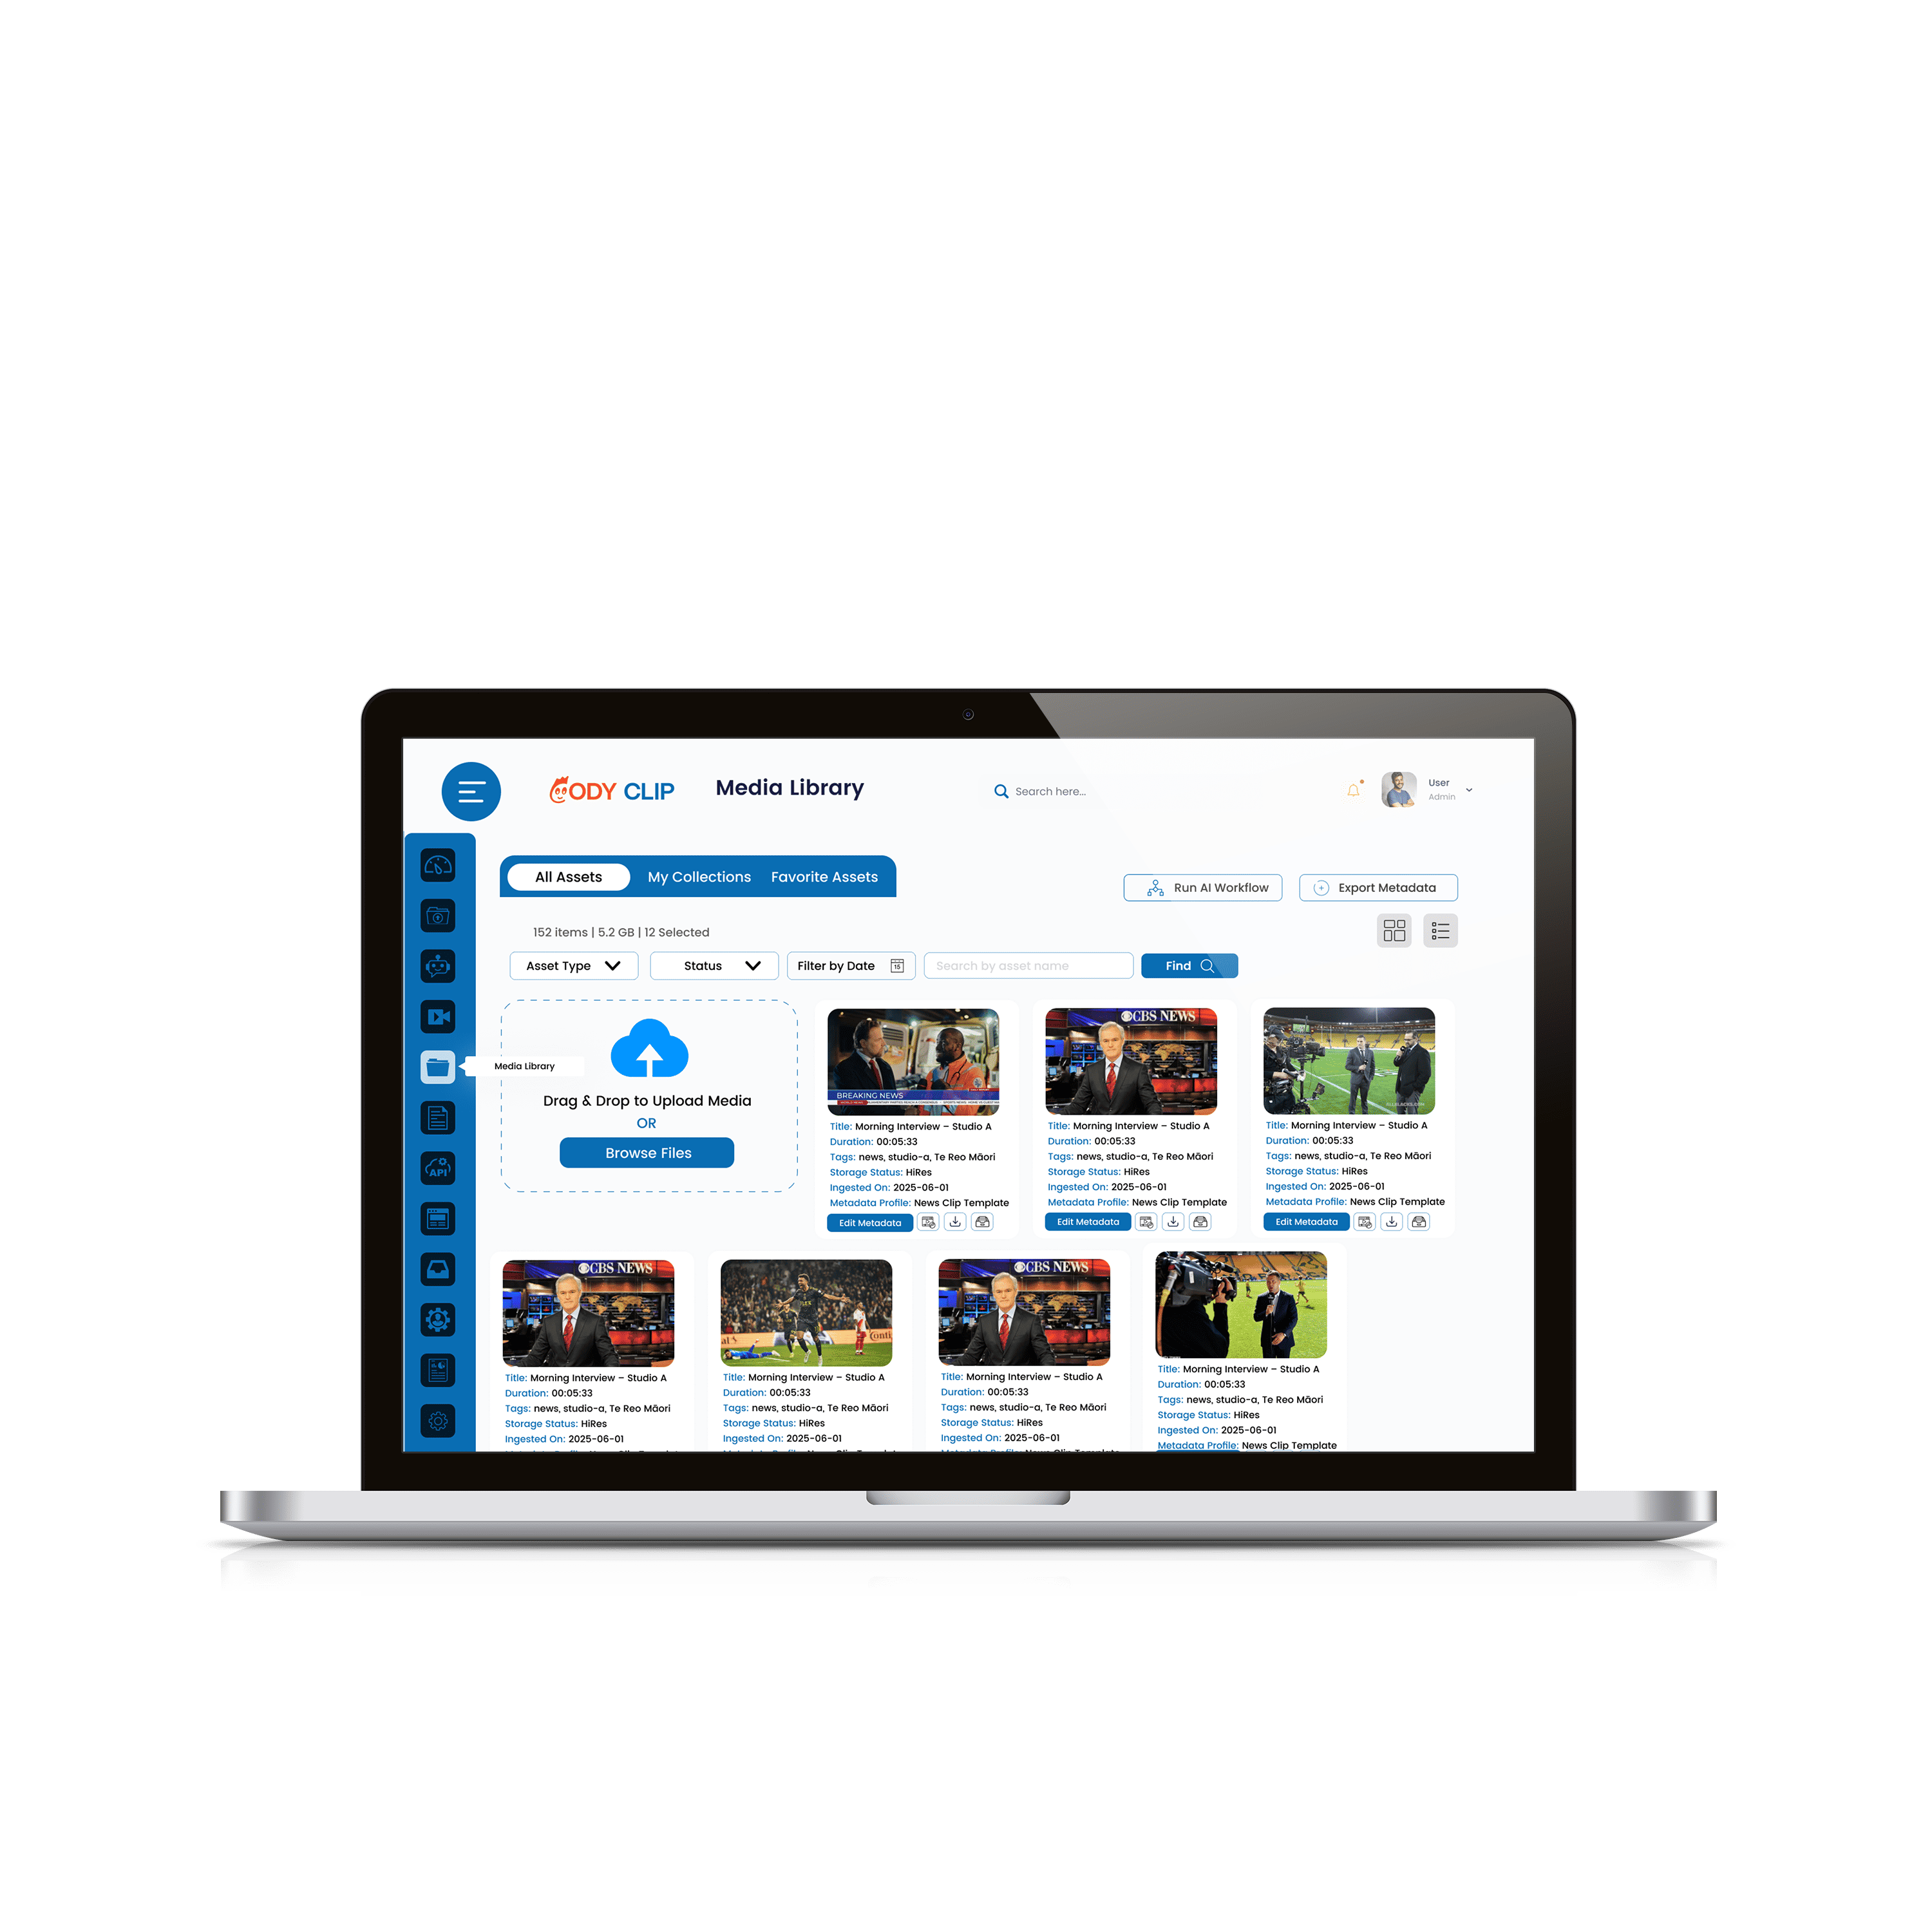 CODY CLIP
Media Library
Search here...
User
Admin
All Assets
My Collections
Favorite Assets
Run AI Workflow
Export Metadata
152 items | 5.2 GB | 12 Selected
Asset Type
Status
Filter by Date
Search by asset name
Find
Media Library
API
Drag & Drop to Upload Media
OR
Browse Files
BREAKING NEWS
Title: Morning Interview – Studio A
Duration: 00:05:33
Tags: news, studio-a, Te Reo Māori
Storage Status: HiRes
Ingested On: 2025-06-01
Metadata Profile: News Clip Template
Edit Metadata
CBS NEWS
Title: Morning Interview – Studio A
Duration: 00:05:33
Tags: news, studio-a, Te Reo Māori
Storage Status: HiRes
Ingested On: 2025-06-01
Metadata Profile: News Clip Template
Edit Metadata
Title: Morning Interview – Studio A
Duration: 00:05:33
Tags: news, studio-a, Te Reo Māori
Storage Status: HiRes
Ingested On: 2025-06-01
Metadata Profile: News Clip Template
Edit Metadata
CBS NEWS
Title: Morning Interview – Studio A
Duration: 00:05:33
Tags: news, studio-a, Te Reo Māori
Storage Status: HiRes
Ingested On: 2025-06-01
Title: Morning Interview – Studio A
Duration: 00:05:33
Tags: news, studio-a, Te Reo Māori
Storage Status: HiRes
Ingested On: 2025-06-01
CBS NEWS
Title: Morning Interview – Studio A
Duration: 00:05:33
Tags: news, studio-a, Te Reo Māori
Storage Status: HiRes
Ingested On: 2025-06-01
Title: Morning Interview – Studio A
Duration: 00:05:33
Tags: news, studio-a, Te Reo Māori
Storage Status: HiRes
Ingested On: 2025-06-01
Metadata Profile: News Clip Template